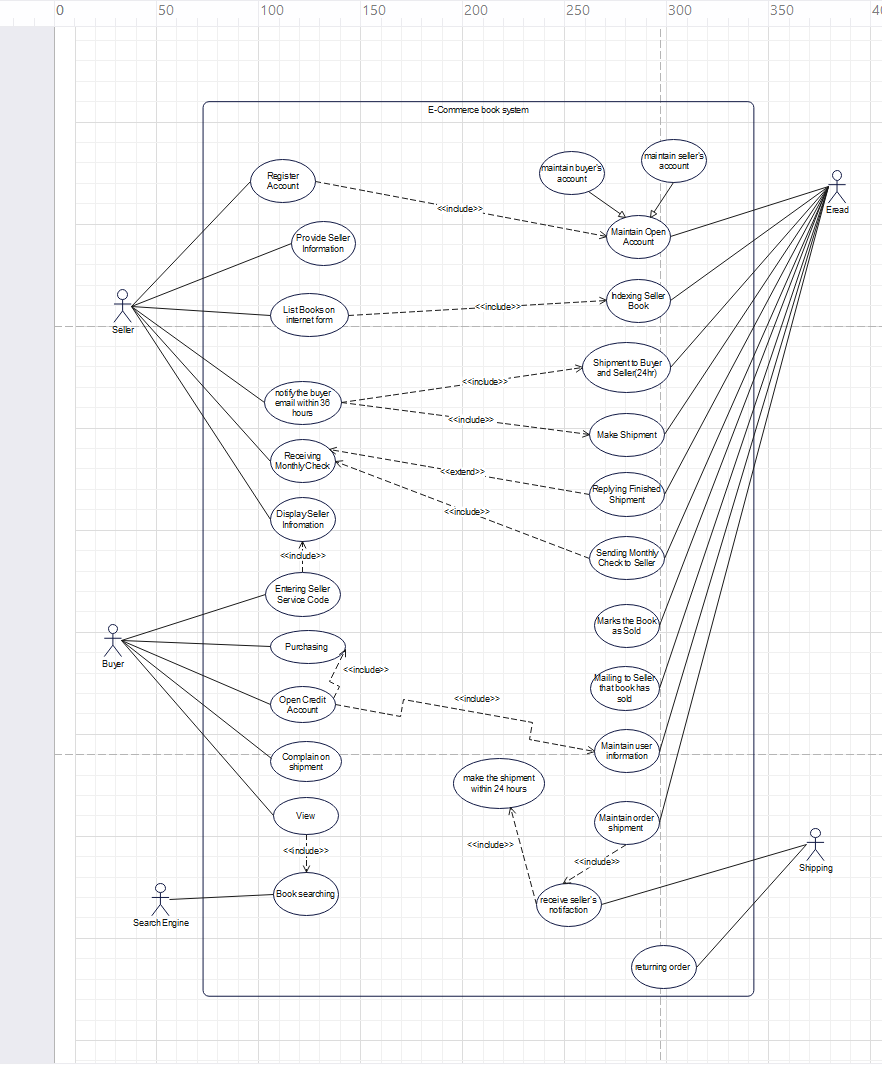 0 50 100 150 200 250 300 350 40
E-Commerce book system
maintain buyer's
account
maintain seller's
account
Register
Account
Eread
<<include>>
Maintain Open
Account
Provide Seller
Information
Indexing Seller
Book
List Books on
internet form
<<include>>
Seller
Shipment to Buyer
and Seller(24hr)
<<include>>
notify the buyer
email within 36
hours
<<include>>
Make Shipment
Receiving
Monthly Check
<<extend>>
Replying Finished
Shipment
Display Seller
Infromation
<<include>>
<<include>>
Sending Monthly
Check to Seller
Entering Seller
Service Code
Marks the Book
as Sold
Purchasing
Buyer
<<include>>
Mailing to Seller
that book has
sold
Open Credit
Account
<<include>>
Maintain user
information
Complain on
shipment
make the shipment
within 24 hours
View
Maintain order
shipment
<<include>>
<<include>>
<<include>>
Shipping
Book searching
receive seller's
notifaction
Search Engine
returning order